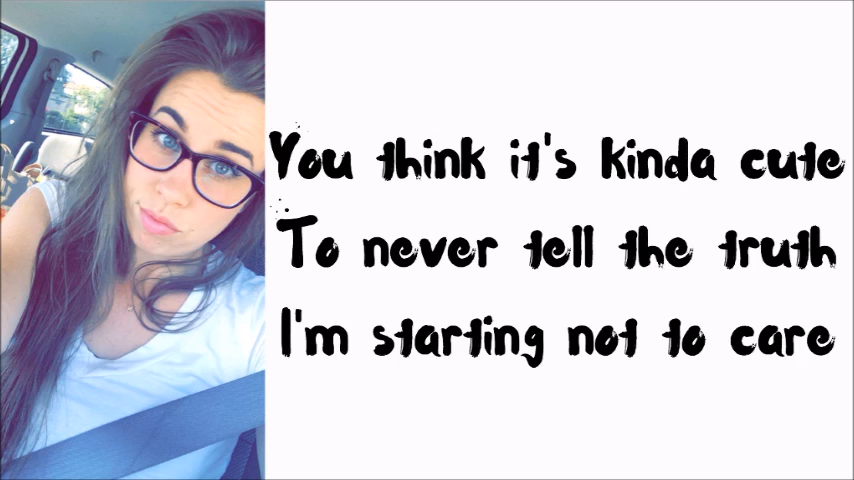 You think it's kinda cute
To never tell the truth
I'm starting not to care